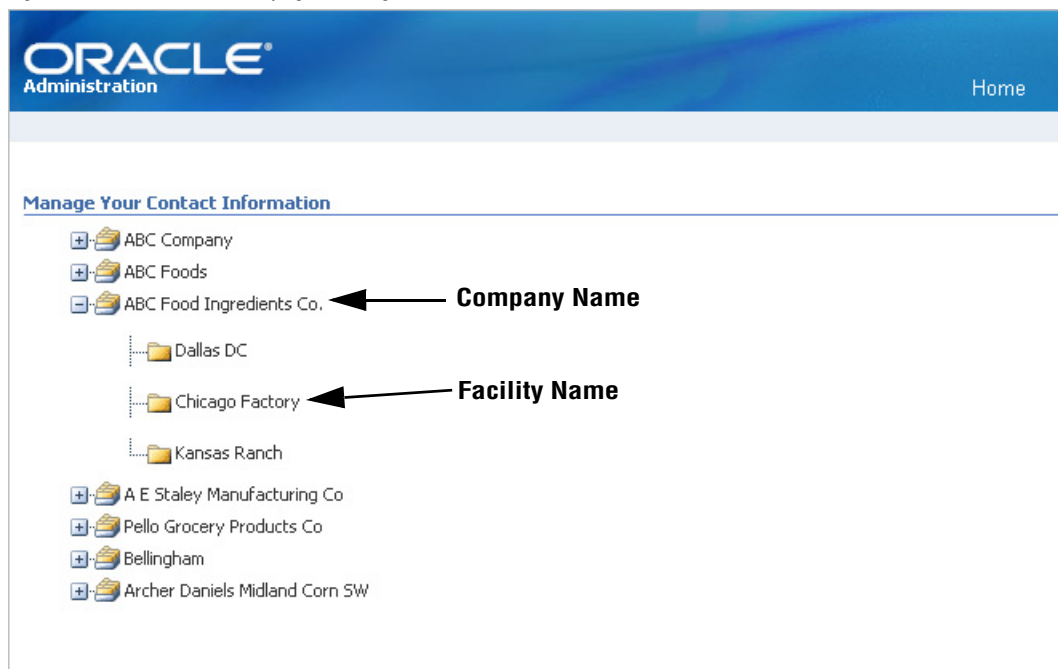 ORACLE®
Administration
Home
Manage Your Contact Information
ABC Company
ABC Foods
ABC Food Ingredients Co.
Company Name
Dallas DC
Chicago Factory
Facility Name
Kansas Ranch
A E Staley Manufacturing Co
Pello Grocery Products Co
Bellingham
Archer Daniels Midland Corn SW